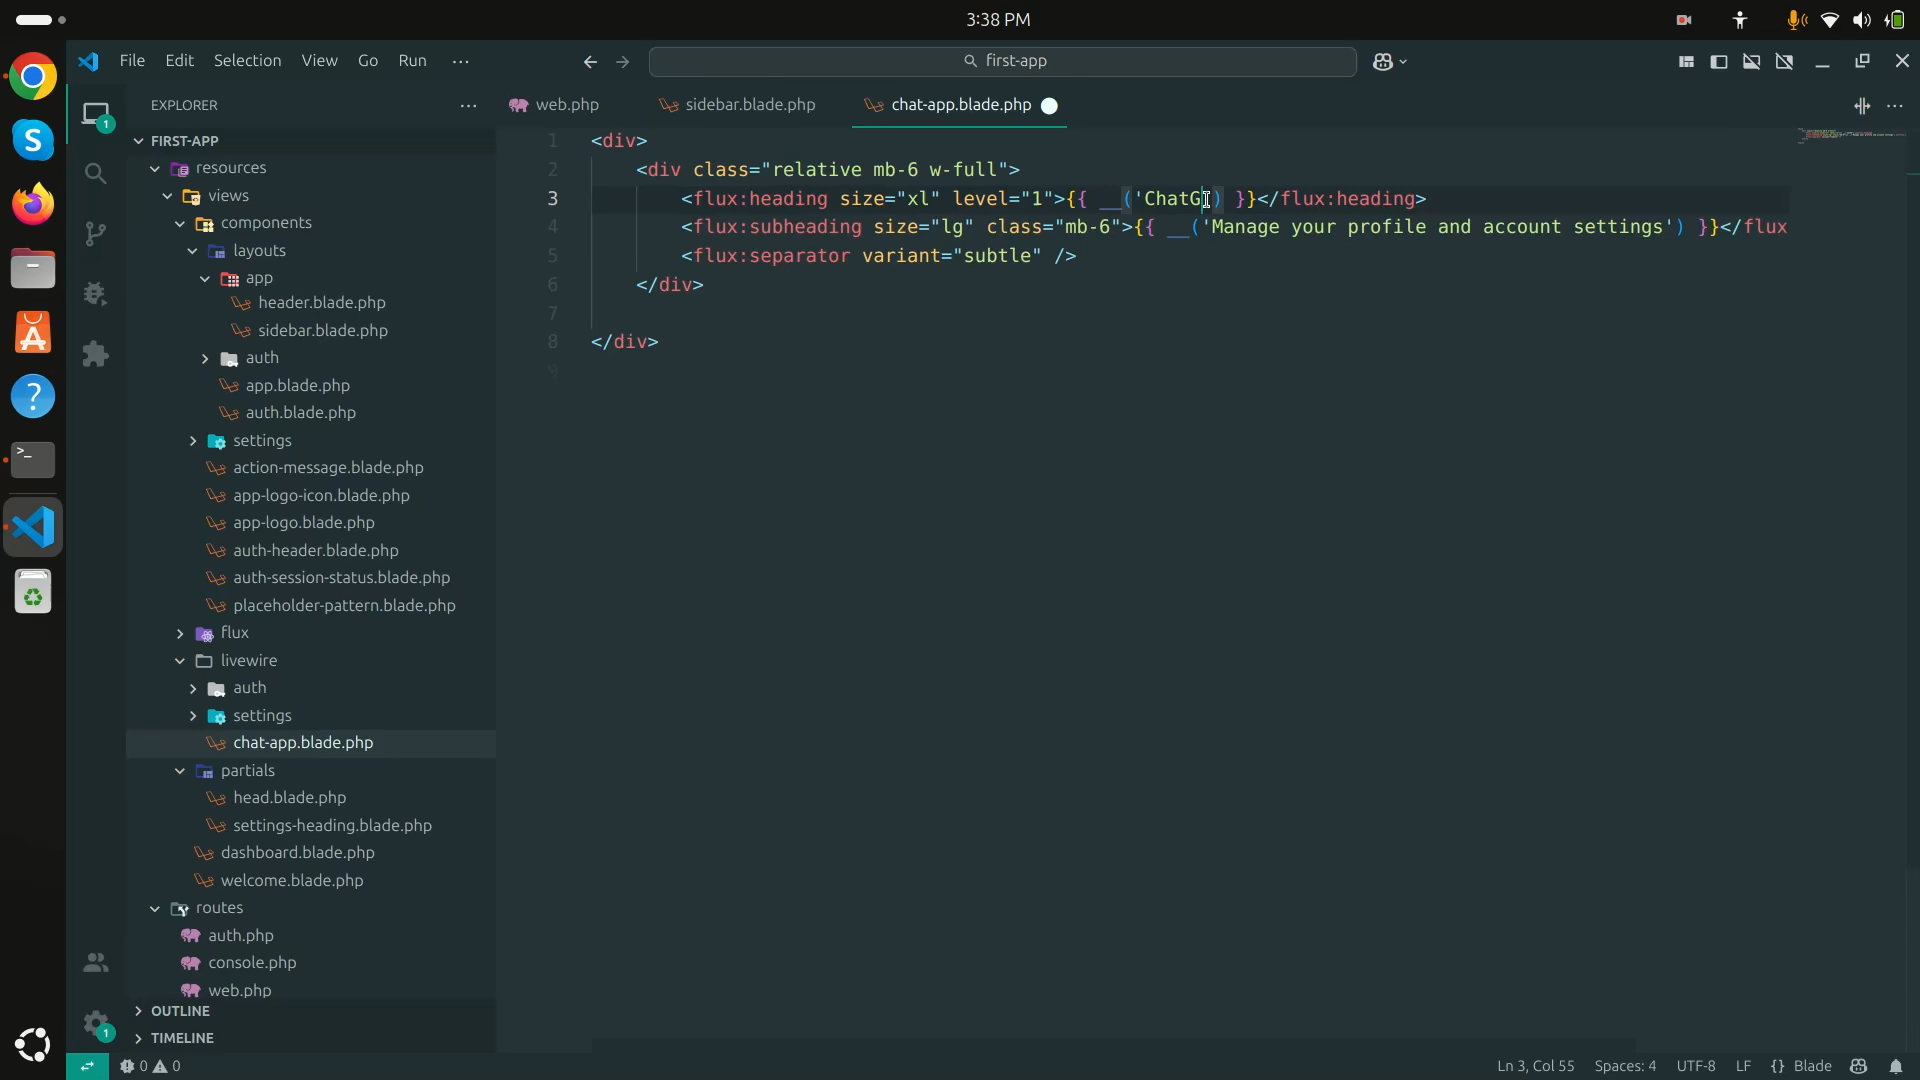 3:38 PM
File Edit Selection View Go Run ...
first-app
EXPLORER
web.php
sidebar.blade.php
chat-app.blade.php
FIRST-APP
resources
views
components
layouts
app
header.blade.php
sidebar.blade.php
auth
app.blade.php
auth.blade.php
settings
action-message.blade.php
app-logo-icon.blade.php
app-logo.blade.php
auth-header.blade.php
auth-session-status.blade.php
placeholder-pattern.blade.php
flux
livewire
auth
settings
chat-app.blade.php
partials
head.blade.php
settings-heading.blade.php
dashboard.blade.php
welcome.blade.php
routes
auth.php
console.php
web.php
OUTLINE
TIMELINE
1 <div>
2 <div class="relative mb-6 w-full">
3 <flux:heading size="xl" level="1">{{ __('ChatG') }}</flux:heading>
4 <flux:subheading size="lg" class="mb-6">{{ __('Manage your profile and account settings') }}</flux
5 <flux:separator variant="subtle" />
6 </div>
7
8 </div>
9
1
1
0 0
Ln 3, Col 55 Spaces: 4 UTF-8 LF {} Blade